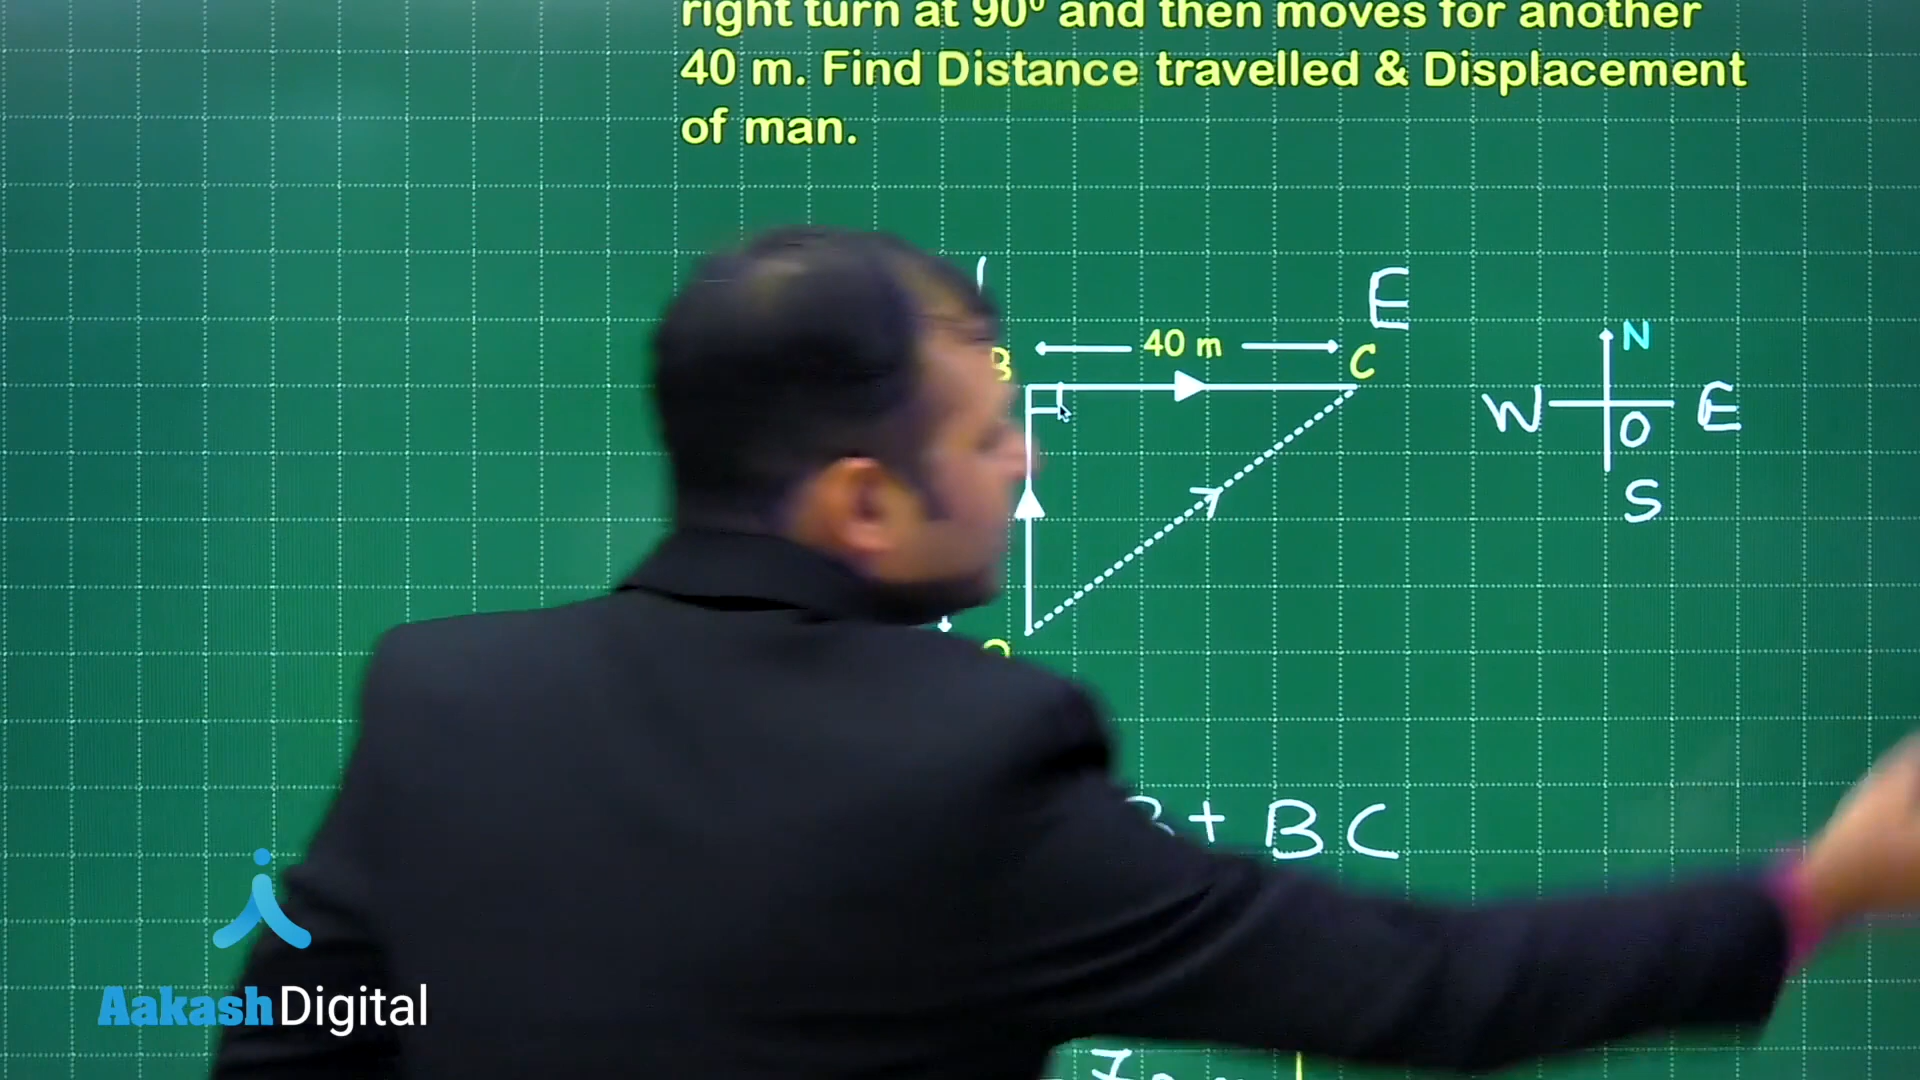 right turn at 90⁰ and then moves for another
40 m. Find Distance travelled & Displacement
of man.
E
N
B
40 m
C
W
O
E
S
+ BC
Aakash Digital